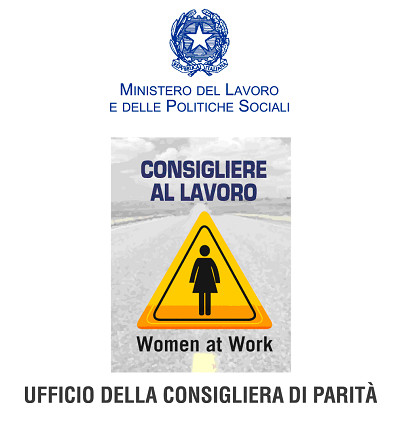 MINISTERO DEL LAVORO
E DELLE POLITICHE SOCIALI
CONSIGLIERE
AL LAVORO
Women at Work
UFFICIO DELLA CONSIGLIERA DI PARITÀ